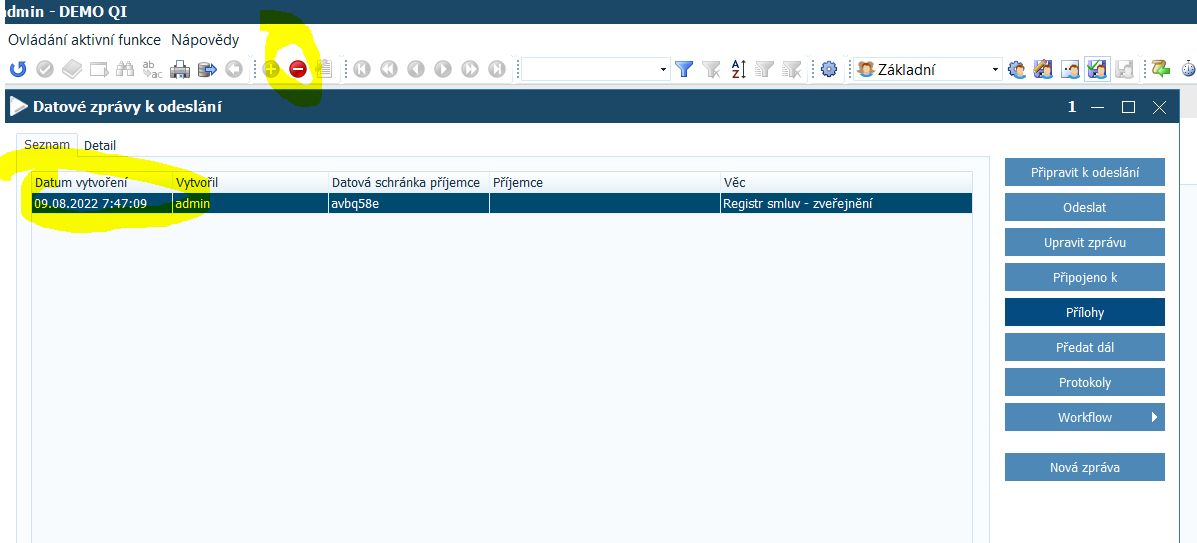 dmin - DEMO QI
Ovládání aktivní funkce Nápovědy
ab
ac
Základní
Datové zprávy k odeslání
1
Seznam Detail
Datum vytvoření Vytvořil Datová schránka příjemce Příjemce Věc
09.08.2022 7:47:09 admin avbq58e Registr smluv - zveřejnění
Připravit k odeslání
Odeslat
Upravit zprávu
Připojeno k
Přílohy
Předat dál
Protokoly
Workflow
Nová zpráva